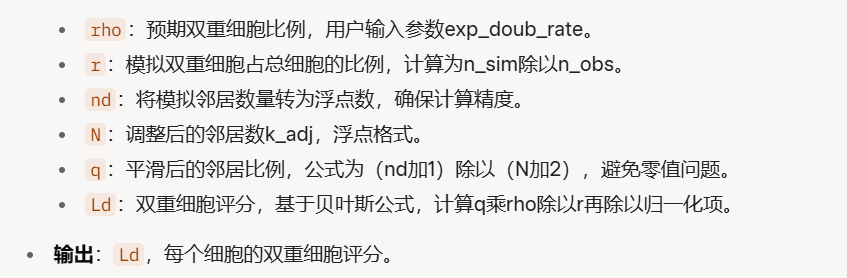 rho：预期双重细胞比例，用户输入参数exp_doub_rate。
r：模拟双重细胞占总细胞的比例，计算为n_sim除以n_obs。
nd：将模拟邻居数量转为浮点数，确保计算精度。
N：调整后的邻居数k_adj，浮点格式。
q：平滑后的邻居比例，公式为（nd加1）除以（N加2），避免零值问题。
Ld：双重细胞评分，基于贝叶斯公式，计算q乘rho除以r再除以归一化项。
输出：Ld，每个细胞的双重细胞评分。